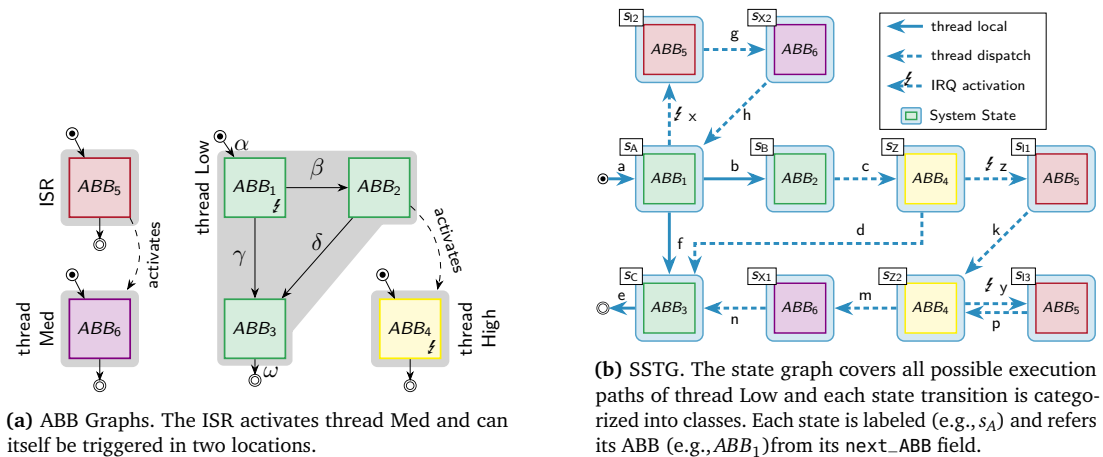 ISR
ABB5
activates
thread
Med
ABB6
thread Low
α
ABB1
β
ABB2
γ
δ
activates
ABB3
ω
ABB4
thread
High
(a) ABB Graphs. The ISR activates thread Med and can
itself be triggered in two locations.
sI2
ABB5
g
sX2
ABB6
x
h
thread local
thread dispatch
IRQ activation
System State
a
sA
ABB1
b
sB
ABB2
c
sZ
ABB4
z
sI1
ABB5
f
d
k
e
sC
ABB3
n
sX1
ABB6
m
sZ2
ABB4
y
p
sI3
ABB5
(b) SSTG. The state graph covers all possible execution
paths of thread Low and each state transition is catego-
rized into classes. Each state is labeled (e.g., sA) and refers
its ABB (e.g., ABB1)from its next_ABB field.